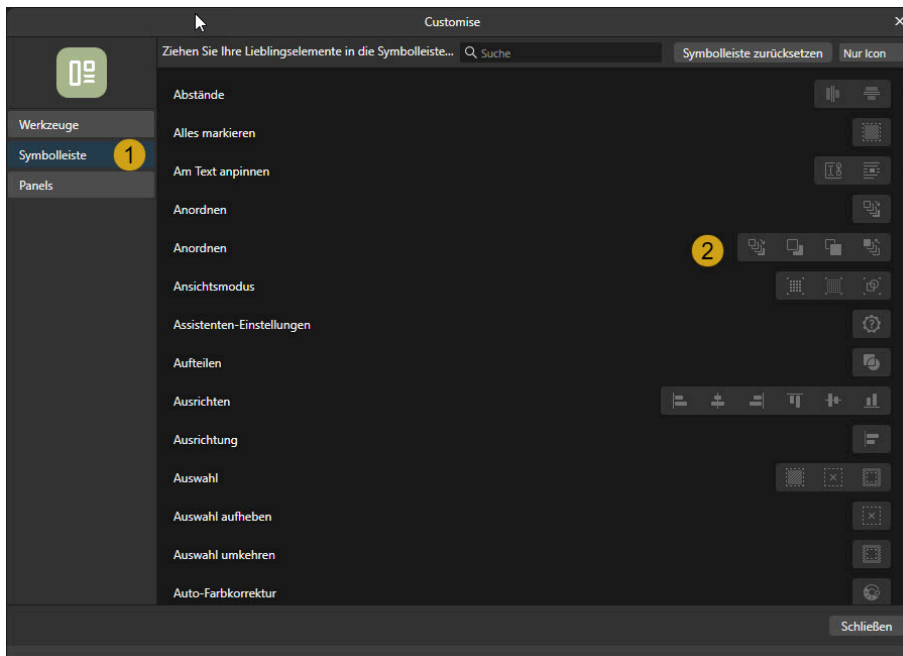 Customise
Ziehen Sie Ihre Lieblingselemente in die Symbolleiste... Suche Symbolleiste zurücksetzen Nur Icon
Werkzeuge
Symbolleiste 1
Panels
Abstände
Alles markieren
Am Text anpinnen
Anordnen
Anordnen 2
Ansichtsmodus
Assistenten-Einstellungen
Aufteilen
Ausrichten
Ausrichtung
Auswahl
Auswahl aufheben
Auswahl umkehren
Auto-Farbkorrektur
Schließen